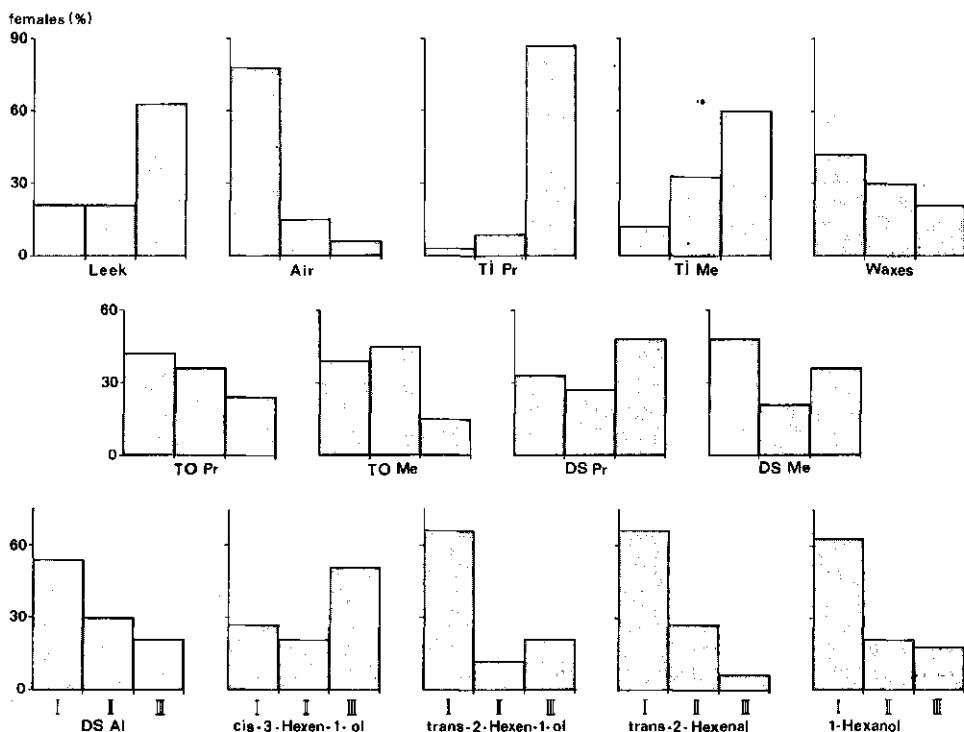 females (%)
90
60
30
0
Leek Air TI Pr TI Me Waxes
60
30
0
TO Pr TO Me DS Pr DS Me
60
30
0
I II III I II III I II III I II III I II III
DS Al cis-3-Hexen-1-ol trans-2-Hexen-1-ol trans-2-Hexenal 1-Hexanol